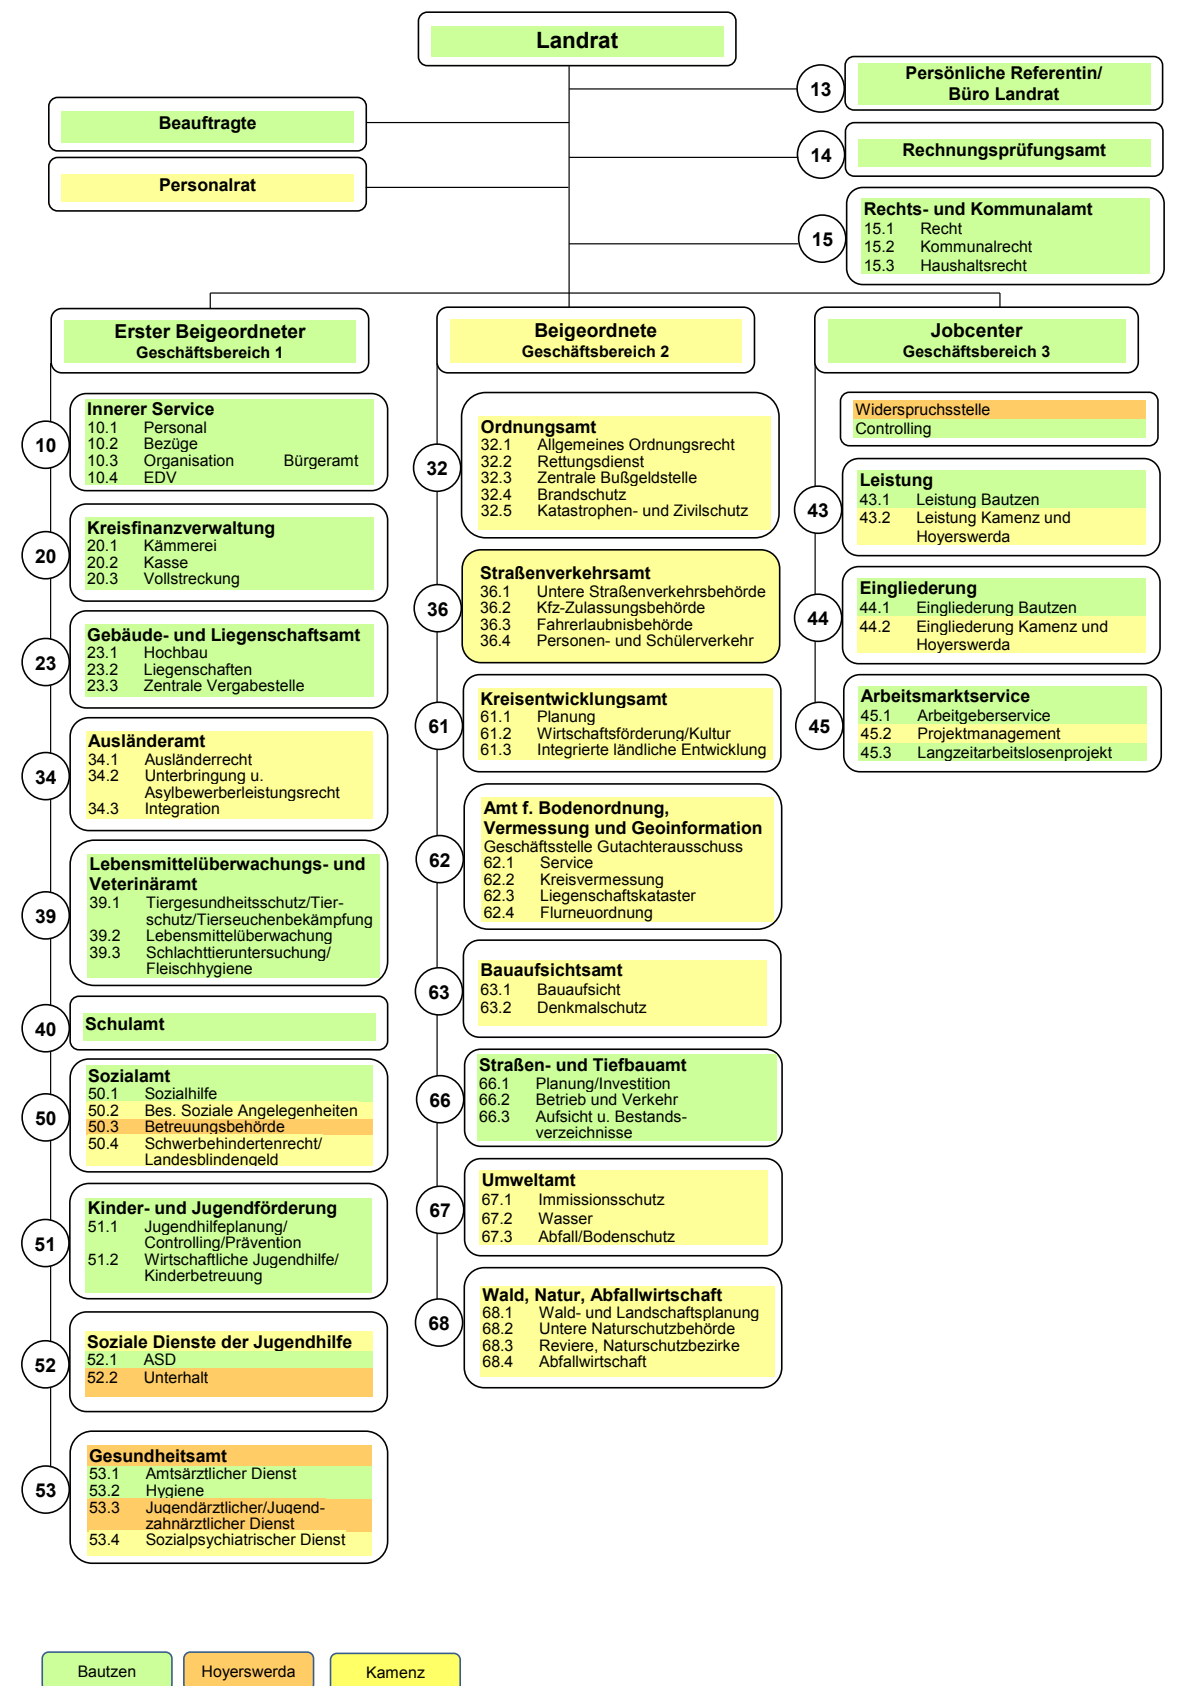 Landrat
13
Persönliche Referentin/
Büro Landrat
Beauftragte
14
Rechnungsprüfungsamt
Personalrat
15
Rechts- und Kommunalamt
15.1 Recht
15.2 Kommunalrecht
15.3 Haushaltsrecht
Erster Beigeordneter
Geschäftsbereich 1
10
Innerer Service
10.1 Personal
10.2 Bezüge
10.3 Organisation Bürgeramt
10.4 EDV
20
Kreisfinanzverwaltung
20.1 Kämmerei
20.2 Kasse
20.3 Vollstreckung
23
Gebäude- und Liegenschaftsamt
23.1 Hochbau
23.2 Liegenschaften
23.3 Zentrale Vergabestelle
34
Ausländeramt
34.1 Ausländerrecht
34.2 Unterbringung u.
Asylbewerberleistungsrecht
34.3 Integration
39
Lebensmittelüberwachungs- und
Veterinäramt
39.1 Tiergesundheitsschutz/Tier-
schutz/Tierseuchenbekämpfung
39.2 Lebensmittelüberwachung
39.3 Schlachttieruntersuchung/
Fleischhygiene
40
Schulamt
50
Sozialamt
50.1 Sozialhilfe
50.2 Bes. Soziale Angelegenheiten
50.3 Betreuungsbehörde
50.4 Schwerbehindertenrecht/
Landesblindengeld
51
Kinder- und Jugendförderung
51.1 Jugendhilfeplanung/
Controlling/Prävention
51.2 Wirtschaftliche Jugendhilfe/
Kinderbetreuung
52
Soziale Dienste der Jugendhilfe
52.1 ASD
52.2 Unterhalt
53
Gesundheitsamt
53.1 Amtsärztlicher Dienst
53.2 Hygiene
53.3 Jugendärztlicher/Jugend-
zahnärztlicher Dienst
53.4 Sozialpsychiatrischer Dienst
Beigeordnete
Geschäftsbereich 2
32
Ordnungsamt
32.1 Allgemeines Ordnungsrecht
32.2 Rettungsdienst
32.3 Zentrale Bußgeldstelle
32.4 Brandschutz
32.5 Katastrophen- und Zivilschutz
36
Straßenverkehrsamt
36.1 Untere Straßenverkehrsbehörde
36.2 Kfz-Zulassungsbehörde
36.3 Fahrerlaubnisbehörde
36.4 Personen- und Schülerverkehr
61
Kreisentwicklungsamt
61.1 Planung
61.2 Wirtschaftsförderung/Kultur
61.3 Integrierte ländliche Entwicklung
62
Amt f. Bodenordnung,
Vermessung und Geoinformation
Geschäftsstelle Gutachterausschuss
62.1 Service
62.2 Kreisvermessung
62.3 Liegenschaftskataster
62.4 Flurneuordnung
63
Bauaufsichtsamt
63.1 Bauaufsicht
63.2 Denkmalschutz
66
Straßen- und Tiefbauamt
66.1 Planung/Investition
66.2 Betrieb und Verkehr
66.3 Aufsicht u. Bestands-
verzeichnisse
67
Umweltamt
67.1 Immissionsschutz
67.2 Wasser
67.3 Abfall/Bodenschutz
68
Wald, Natur, Abfallwirtschaft
68.1 Wald- und Landschaftsplanung
68.2 Untere Naturschutzbehörde
68.3 Reviere, Naturschutzbezirke
68.4 Abfallwirtschaft
Jobcenter
Geschäftsbereich 3
Widerspruchsstelle
Controlling
43
Leistung
43.1 Leistung Bautzen
43.2 Leistung Kamenz und
Hoyerswerda
44
Eingliederung
44.1 Eingliederung Bautzen
44.2 Eingliederung Kamenz und
Hoyerswerda
45
Arbeitsmarktservice
45.1 Arbeitgeberservice
45.2 Projektmanagement
45.3 Langzeitarbeitslosenprojekt
Bautzen
Hoyerswerda
Kamenz